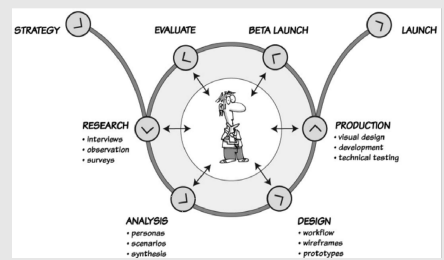 STRATEGY
EVALUATE
BETA LAUNCH
LAUNCH
RESEARCH
• interviews
• observation
• surveys
PRODUCTION
• visual design
• development
• technical testing
ANALYSIS
• personas
• scenarios
• synthesis
DESIGN
• workflow
• wireframes
• prototypes